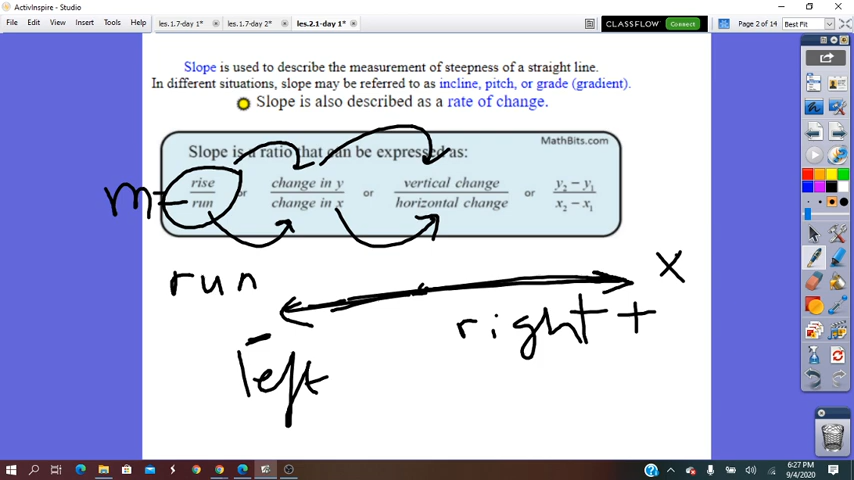 ActivInspire - Studio
File Edit View Insert Tools Help
les.1.7-day 1* les.1.7-day 2* les.2.1-day 1*
CLASSFLOW Connect Page 2 of 14 Best Fit
Slope is used to describe the measurement of steepness of a straight line.
In different situations, slope may be referred to as incline, pitch, or grade (gradient).
Slope is also described as a rate of change.
MathBits.com
Slope is a ratio that can be expressed as:
m = rise/run or change in y/change in x or vertical change/horizontal change or y₂ − y₁/x₂ − x₁
run x
right +
− left
6:27 PM
9/4/2020